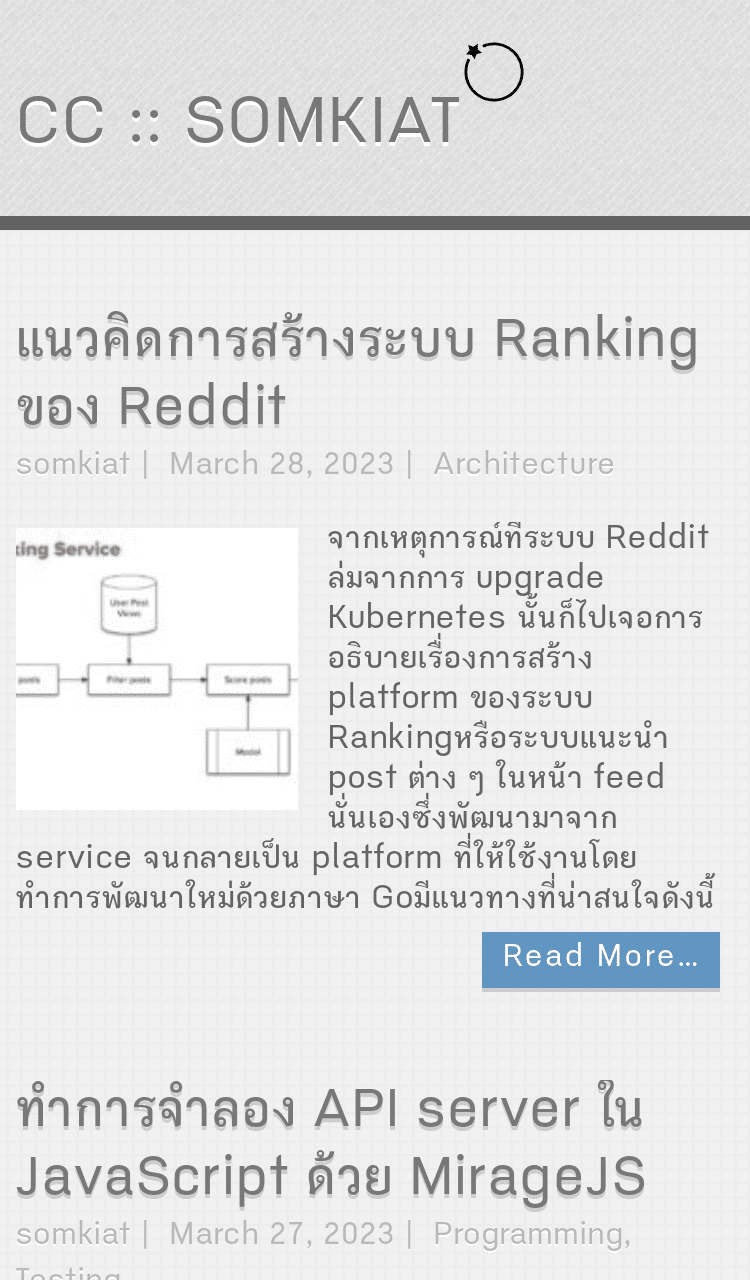 CC :: SOMKIAT
แนวคิดการสร้างระบบ Ranking
ของ Reddit
somkiat | March 28, 2023 | Architecture
king Service
User Post
Views
posts
Filter posts
Score posts
Model
จากเหตุการณ์ที่ระบบ Reddit
ล่มจากการ upgrade
Kubernetes นั้นก็ไปเจอการ
อธิบายเรื่องการสร้าง
platform ของระบบ
Rankingหรือระบบแนะนำ
post ต่าง ๆ ในหน้า feed
นั่นเองซึ่งพัฒนามาจาก
service จนกลายเป็น platform ที่ให้ใช้งานโดย
ทำการพัฒนาใหม่ด้วยภาษา Goมีแนวทางที่น่าสนใจดังนี้
Read More…
ทำการจำลอง API server ใน
JavaScript ด้วย MirageJS
somkiat | March 27, 2023 | Programming,
Testing